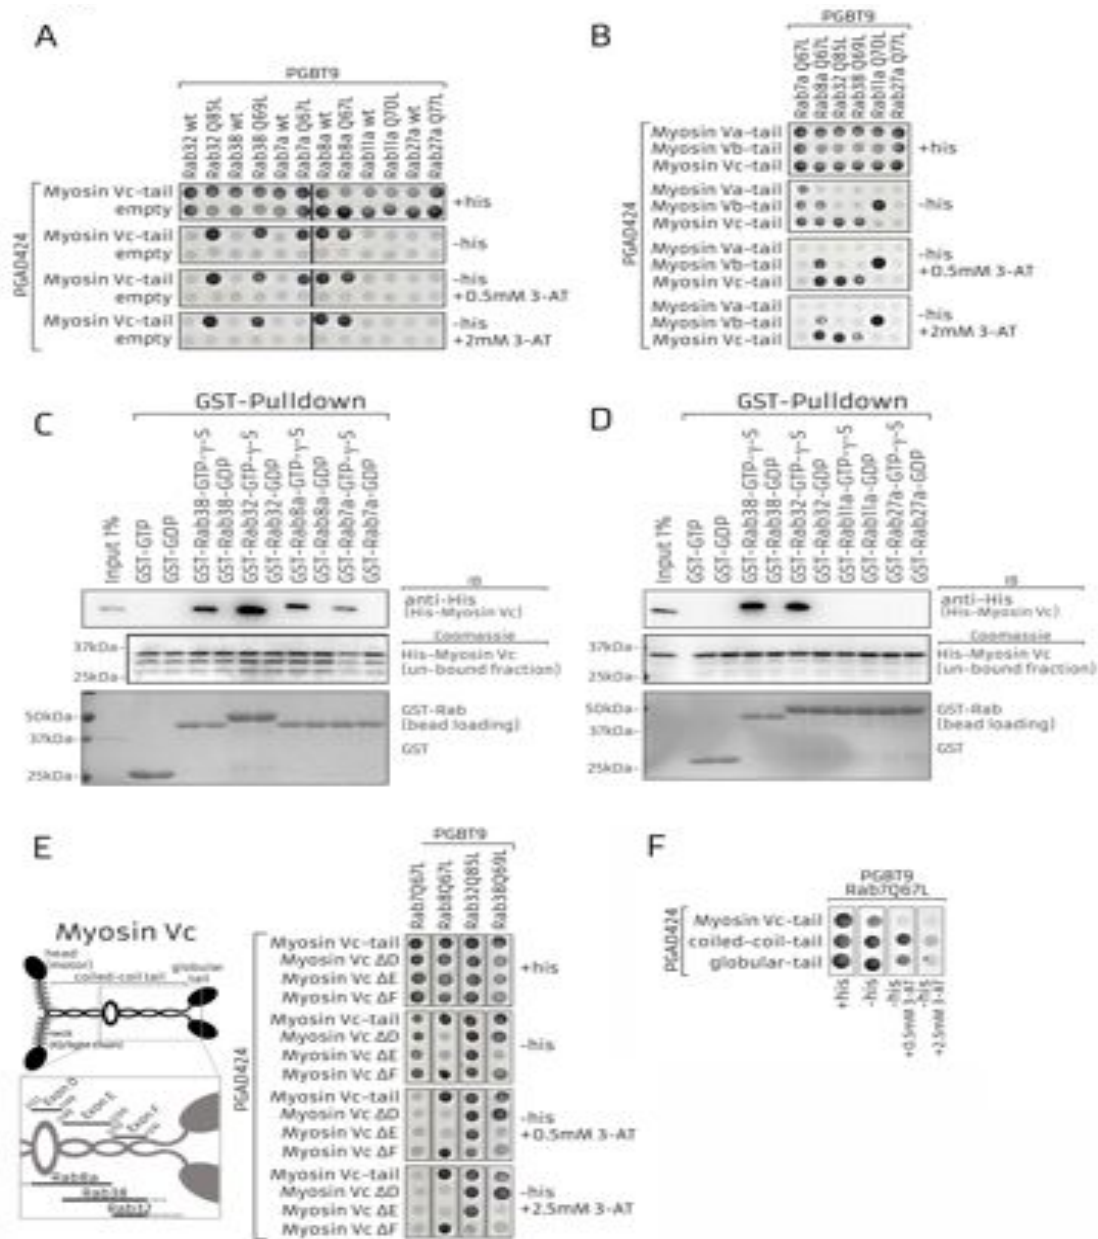 A
PGBT9
Rab32 wt
Rab32 Q85L
Rab38 wt
Rab38 Q69L
Rab7a wt
Rab7a Q67L
Rab8a wt
Rab8a Q67L
Rab11a wt
Rab11a Q70L
Rab27a wt
Rab27a Q77L
PGAD424
Myosin Vc-tail
empty
+his
Myosin Vc-tail
empty
-his
Myosin Vc-tail
empty
-his
+0.5mM 3-AT
Myosin Vc-tail
empty
-his
+2mM 3-AT
B
PGBT9
Rab7a Q67L
Rab8a Q67L
Rab32 Q85L
Rab38 Q69L
Rab11a Q70L
Rab27a Q77L
PGAD424
Myosin Va-tail
Myosin Vb-tail
Myosin Vc-tail
+his
Myosin Va-tail
Myosin Vb-tail
Myosin Vc-tail
-his
Myosin Va-tail
Myosin Vb-tail
Myosin Vc-tail
-his
+0.5mM 3-AT
Myosin Va-tail
Myosin Vb-tail
Myosin Vc-tail
-his
+2mM 3-AT
C
GST-Pulldown
Input 1%
GST-GTP
GST-GDP
GST-Rab38-GTP-γ-S
GST-Rab38-GDP
GST-Rab32-GTP-γ-S
GST-Rab32-GDP
GST-Rab8a-GTP-γ-S
GST-Rab8a-GDP
GST-Rab7a-GTP-γ-S
GST-Rab7a-GDP
IB
anti-His
(His-Myosin Vc)
Coomassie
37kDa-
25kDa-
His-Myosin Vc
(un-bound fraction)
50kDa-
37kDa-
25kDa-
GST-Rab
(bead loading)
GST
D
GST-Pulldown
Input 1%
GST-GTP
GST-GDP
GST-Rab38-GTP-γ-S
GST-Rab38-GDP
GST-Rab32-GTP-γ-S
GST-Rab32-GDP
GST-Rab11a-GTP-γ-S
GST-Rab11a-GDP
GST-Rab27a-GTP-γ-S
GST-Rab27a-GDP
IB
anti-His
(His-Myosin Vc)
Coomassie
37kDa-
25kDa-
His-Myosin Vc
(un-bound fraction)
50kDa-
37kDa-
25kDa-
GST-Rab
(bead loading)
GST
E
Myosin Vc
head
(motor)
coiled-coil tail
globular
tail
neck
Exon D
Exon E
Exon F
Rab8a
Rab38
Rab32
PGBT9
Rab7Q67L
Rab8Q67L
Rab32Q85L
Rab38Q69L
PGAD424
Myosin Vc-tail
Myosin Vc ΔD
Myosin Vc ΔE
Myosin Vc ΔF
+his
Myosin Vc-tail
Myosin Vc ΔD
Myosin Vc ΔE
Myosin Vc ΔF
-his
Myosin Vc-tail
Myosin Vc ΔD
Myosin Vc ΔE
Myosin Vc ΔF
-his
+0.5mM 3-AT
Myosin Vc-tail
Myosin Vc ΔD
Myosin Vc ΔE
Myosin Vc ΔF
-his
+2.5mM 3-AT
F
PGBT9
Rab7Q67L
PGAD424
Myosin Vc-tail
coiled-coil-tail
globular-tail
+his
-his
-his
+0.5mM 3-AT
-his
+2.5mM 3-AT